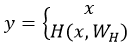 y = { x
H(x, W_H)